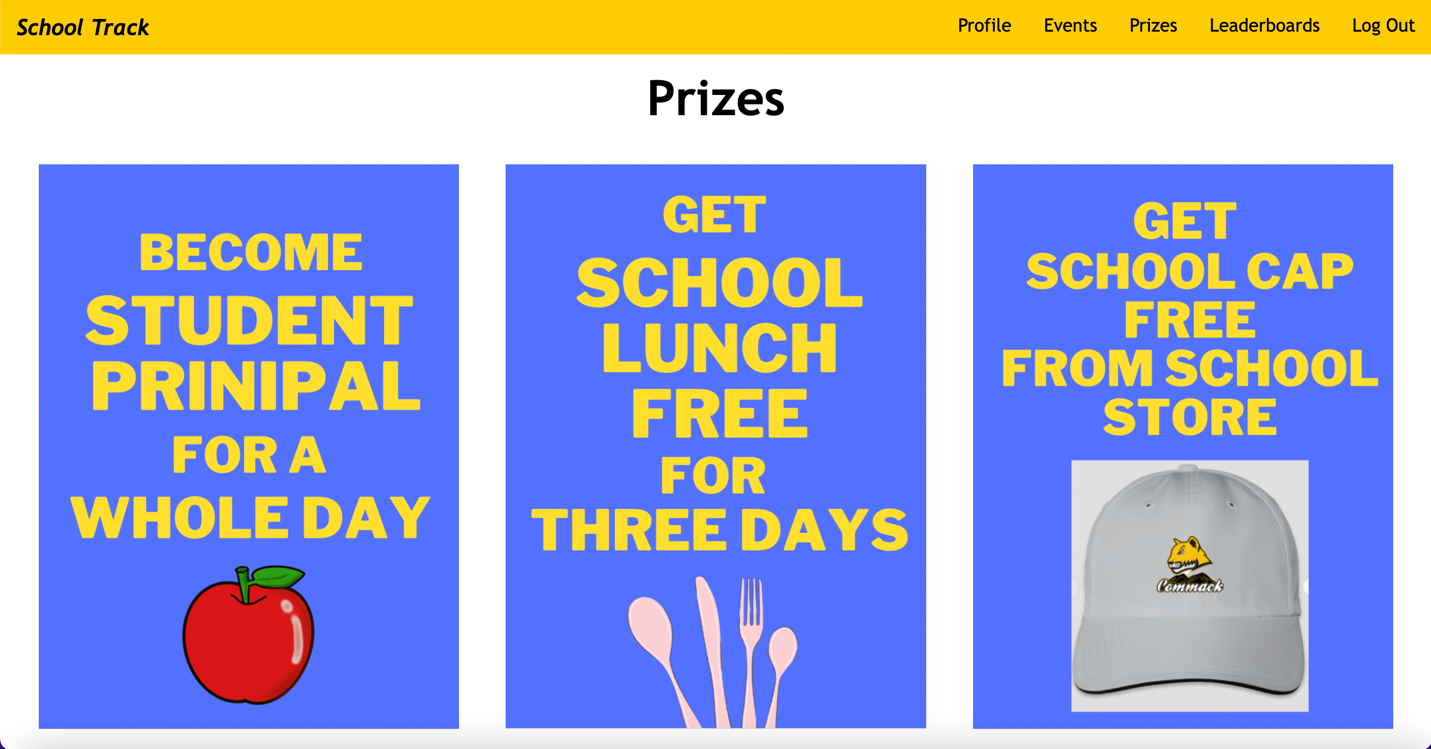 School Track
Profile Events Prizes Leaderboards Log Out
Prizes
BECOME
STUDENT
PRINIPAL
FOR A
WHOLE DAY
GET
SCHOOL
LUNCH
FREE
FOR
THREE DAYS
GET
SCHOOL CAP
FREE
FROM SCHOOL
STORE
Commack